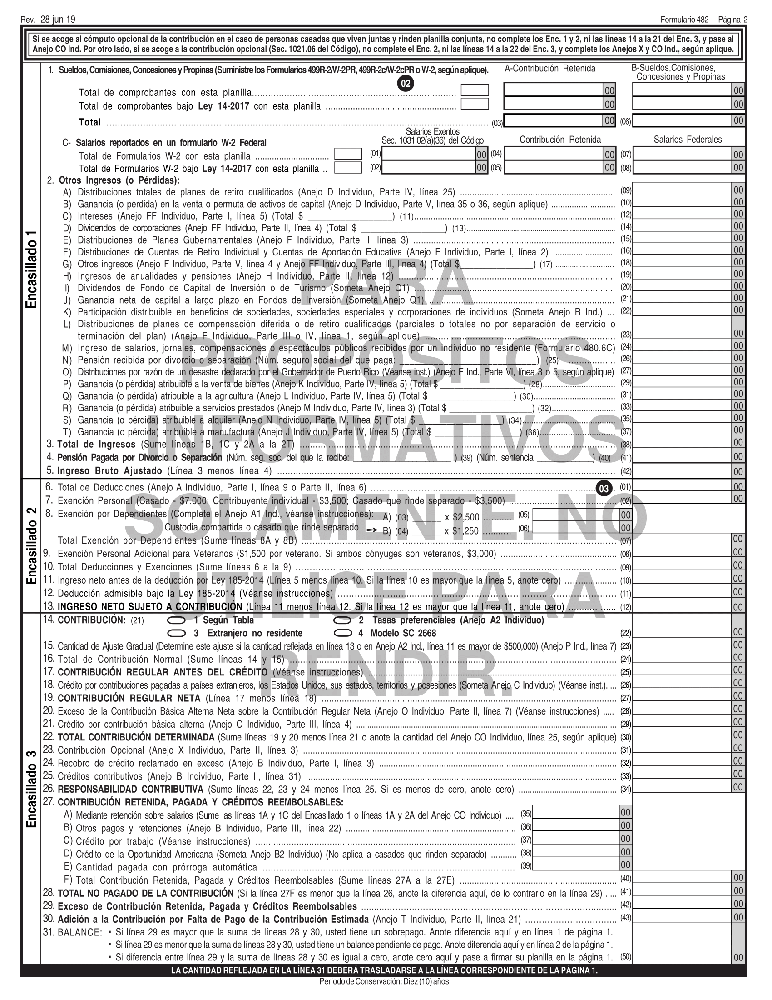 Rev. 28 jun 19
Formulario 482 - Página 2
Si se acoge al cómputo opcional de la contribución en el caso de personas casadas que viven juntas y rinden planilla conjunta, no complete los Enc. 1 y 2, ni las líneas 14 a la 21 del Enc. 3, y pase al
Anejo CO Ind. Por otro lado, si se acoge a la contribución opcional (Sec. 1021.06 del Código), no complete el Enc. 2, ni las líneas 14 a la 22 del Enc. 3, y complete los Anejos X y CO Ind., según aplique.
Encasillado 1
1. Sueldos, Comisiones, Concesiones y Propinas (Suministre los Formularios 499R-2/W-2PR, 499R-2c/W-2cPR o W-2, según aplique). A-Contribución Retenida B-Sueldos,Comisiones,
Concesiones y Propinas
02
Total de comprobantes con esta planilla.............................................................................. 00 00
Total de comprobantes bajo Ley 14-2017 con esta planilla .................................................. 00 00
Total ........................................................................................................................................ (03) 00 (06) 00
Salarios Exentos
C- Salarios reportados en un formulario W-2 Federal Sec. 1031.02(a)(36) del Código Contribución Retenida Salarios Federales
Total de Formularios W-2 con esta planilla ............................ (01) 00 (04) 00 (07) 00
Total de Formularios W-2 bajo Ley 14-2017 con esta planilla .. (02) 00 (05) 00 (08) 00
2. Otros Ingresos (o Pérdidas):
A) Distribuciones totales de planes de retiro cualificados (Anejo D Individuo, Parte IV, línea 25) ............................................................ (09) 00
B) Ganancia (o pérdida) en la venta o permuta de activos de capital (Anejo D Individuo, Parte V, línea 35 o 36, según aplique) ......................... (10) 00
C) Intereses (Anejo FF Individuo, Parte I, línea 5) (Total $ _________________) (11)................................................................................ (12) 00
D) Dividendos de corporaciones (Anejo FF Individuo, Parte II, línea 4) (Total $ _________________) (13)............................................................ (14) 00
E) Distribuciones de Planes Gubernamentales (Anejo F Individuo, Parte II, línea 3) .............................................................................. (15) 00
F) Distribuciones de Cuentas de Retiro Individual y Cuentas de Aportación Educativa (Anejo F Individuo, Parte I, línea 2) ......................... (16) 00
G) Otros ingresos (Anejo F Individuo, Parte V, línea 4 y Anejo FF Individuo, Parte III, línea 4) (Total $_______________) (17) ......................... (18) 00
H) Ingresos de anualidades y pensiones (Anejo H Individuo, Parte II, línea 12) .................................................................................... (19) 00
I) Dividendos de Fondo de Capital de Inversión o de Turismo (Someta Anejo Q1) .............................................................................. (20) 00
J) Ganancia neta de capital a largo plazo en Fondos de Inversión (Someta Anejo Q1) ........................................................................ (21) 00
K) Participación distribuible en beneficios de sociedades, sociedades especiales y corporaciones de individuos (Someta Anejo R Ind.) ... (22) 00
L) Distribuciones de planes de compensación diferida o de retiro cualificados (parciales o totales no por separación de servicio o
terminación del plan) (Anejo F Individuo, Parte III o IV, línea 1, según aplique) .......................................................................... (23) 00
M) Ingreso de salarios, jornales, compensaciones o espectáculos públicos recibidos por un individuo no residente (Formulario 480.6C) (24) 00
N) Pensión recibida por divorcio o separación (Núm. seguro social del que paga: ____________________________) (25) .................. (26) 00
O) Distribuciones por razón de un desastre declarado por el Gobernador de Puerto Rico (Véanse inst.) (Anejo F Ind., Parte VI, línea 3 o 5, según aplique) (27) 00
P) Ganancia (o pérdida) atribuible a la venta de bienes (Anejo K Individuo, Parte IV, línea 5) (Total $ _________________) (28)............................. (29) 00
Q) Ganancia (o pérdida) atribuible a la agricultura (Anejo L Individuo, Parte IV, línea 5) (Total $ _________________) (30)................................ (31) 00
R) Ganancia (o pérdida) atribuible a servicios prestados (Anejo M Individuo, Parte IV, línea 3) (Total $ _________________) (32)......................... (33) 00
S) Ganancia (o pérdida) atribuible a alquiler (Anejo N Individuo, Parte IV, línea 5) (Total $ _________________) (34).................................... (35) 00
T) Ganancia (o pérdida) atribuible a manufactura (Anejo J Individuo, Parte IV, línea 5) (Total $ _________________) (36).............................. (37) 00
3. Total de Ingresos (Sume líneas 1B, 1C y 2A a la 2T) ........................................................................................................................ (38) 00
4. Pensión Pagada por Divorcio o Separación (Núm. seg. soc. del que la recibe: ____________________ ) (39) (Núm. sentencia ___________) (40) (41) 00
5. Ingreso Bruto Ajustado (Línea 3 menos línea 4) ................................................................................................................................ (42) 00
Encasillado 2
6. Total de Deducciones (Anejo A Individuo, Parte I, línea 9 o Parte II, línea 6) ........................................................................ 03 (01) 00
7. Exención Personal (Casado - $7,000; Contribuyente individual - $3,500; Casado que rinde separado - $3,500) ........................................ (02) 00
8. Exención por Dependientes (Complete el Anejo A1 Ind., véanse instrucciones): A) (03) ______ x $2,500 ........... (05) 00
Custodia compartida o casado que rinde separado → B) (04) ______ x $1,250 ........... (06) 00
Total Exención por Dependientes (Sume líneas 8A y 8B) .................................................................................................................. (07) 00
9. Exención Personal Adicional para Veteranos ($1,500 por veterano. Si ambos cónyuges son veteranos, $3,000) ............................................ (08) 00
10. Total Deducciones y Exenciones (Sume líneas 6 a la 9) .................................................................................................................. (09) 00
11. Ingreso neto antes de la deducción por Ley 185-2014 (Línea 5 menos línea 10. Si la línea 10 es mayor que la línea 5, anote cero) .................... (10) 00
12. Deducción admisible bajo la Ley 185-2014 (Véanse instrucciones) .................................................................................................. (11) 00
13. INGRESO NETO SUJETO A CONTRIBUCIÓN (Línea 11 menos línea 12. Si la línea 12 es mayor que la línea 11, anote cero) .................. (12) 00
Encasillado 3
14. CONTRIBUCIÓN: (21) 1 Según Tabla 2 Tasas preferenciales (Anejo A2 Individuo)
3 Extranjero no residente 4 Modelo SC 2668 (22) 00
15. Cantidad de Ajuste Gradual (Determine este ajuste si la cantidad reflejada en línea 13 o en Anejo A2 Ind., línea 11 es mayor de $500,000) (Anejo P Ind., línea 7) (23) 00
16. Total de Contribución Normal (Sume líneas 14 y 15) ...................................................................................................................... (24) 00
17. CONTRIBUCIÓN REGULAR ANTES DEL CRÉDITO (Véanse instrucciones) ........................................................................................ (25) 00
18. Crédito por contribuciones pagadas a países extranjeros, los Estados Unidos, sus estados, territorios y posesiones (Someta Anejo C Individuo) (Véanse inst.)..... (26) 00
19. CONTRIBUCIÓN REGULAR NETA (Línea 17 menos línea 18) ................................................................................................................ (27) 00
20. Exceso de la Contribución Básica Alterna Neta sobre la Contribución Regular Neta (Anejo O Individuo, Parte II, línea 7) (Véanse instrucciones) ..... (28) 00
21. Crédito por contribución básica alterna (Anejo O Individuo, Parte III, línea 4) .................................................................................... (29) 00
22. TOTAL CONTRIBUCIÓN DETERMINADA (Sume líneas 19 y 20 menos línea 21 o anote la cantidad del Anejo CO Individuo, línea 25, según aplique) (30) 00
23. Contribución Opcional (Anejo X Individuo, Parte II, línea 3) .............................................................................................................. (31) 00
24. Recobro de crédito reclamado en exceso (Anejo B Individuo, Parte I, línea 3) ................................................................................ (32) 00
25. Créditos contributivos (Anejo B Individuo, Parte II, línea 31) ............................................................................................................ (33) 00
26. RESPONSABILIDAD CONTRIBUTIVA (Sume líneas 22, 23 y 24 menos línea 25. Si es menos de cero, anote cero) ........................................ (34) 00
27. CONTRIBUCIÓN RETENIDA, PAGADA Y CRÉDITOS REEMBOLSABLES:
A) Mediante retención sobre salarios (Sume las líneas 1A y 1C del Encasillado 1 o líneas 1A y 2A del Anejo CO Individuo) .... (35) 00
B) Otros pagos y retenciones (Anejo B Individuo, Parte III, línea 22) ................................................................ (36) 00
C) Crédito por trabajo (Véanse instrucciones) .................................................................................................. (37) 00
D) Crédito de la Oportunidad Americana (Someta Anejo B2 Individuo) (No aplica a casados que rinden separado) ........... (38) 00
E) Cantidad pagada con prórroga automática .................................................................................................. (39) 00
F) Total Contribución Retenida, Pagada y Créditos Reembolsables (Sume líneas 27A a la 27E) ............................................................ (40) 00
28. TOTAL NO PAGADO DE LA CONTRIBUCIÓN (Si la línea 27F es menor que la línea 26, anote la diferencia aquí, de lo contrario en la línea 29) ..... (41) 00
29. Exceso de Contribución Retenida, Pagada y Créditos Reembolsables ................................................................................................ (42) 00
30. Adición a la Contribución por Falta de Pago de la Contribución Estimada (Anejo T Individuo, Parte II, línea 21) ................................ (43) 00
31. BALANCE: ▪ Si línea 29 es mayor que la suma de líneas 28 y 30, usted tiene un sobrepago. Anote diferencia aquí y en línea 1 de página 1.
▪ Si línea 29 es menor que la suma de líneas 28 y 30, usted tiene un balance pendiente de pago. Anote diferencia aquí y en línea 2 de la página 1.
▪ Si diferencia entre línea 29 y la suma de líneas 28 y 30 es igual a cero, anote cero aquí y pase a firmar su planilla en la página 1. (50) 00
LA CANTIDAD REFLEJADA EN LA LÍNEA 31 DEBERÁ TRASLADARSE A LA LÍNEA CORRESPONDIENTE DE LA PÁGINA 1.
Período de Conservación: Diez (10) años
PARA
PROPÓSITOS
INFORMATIVOS
SOLAMENTE. NO
UTILICE PARA
RENDIR.